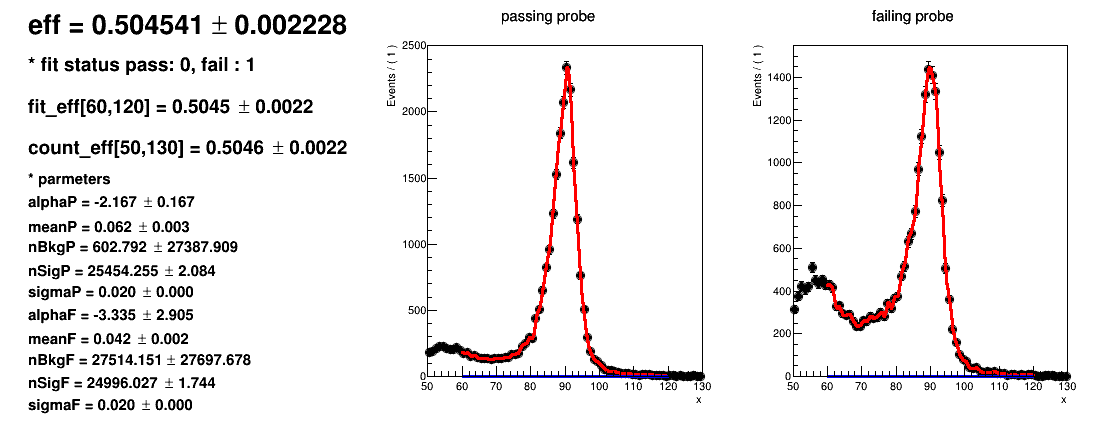 eff = 0.504541 ± 0.002228
* fit status pass: 0, fail : 1
fit_eff[60,120] = 0.5045 ± 0.0022
count_eff[50,130] = 0.5046 ± 0.0022
* parmeters
alphaP = -2.167 ± 0.167
meanP = 0.062 ± 0.003
nBkgP = 602.792 ± 27387.909
nSigP = 25454.255 ± 2.084
sigmaP = 0.020 ± 0.000
alphaF = -3.335 ± 2.905
meanF = 0.042 ± 0.002
nBkgF = 27514.151 ± 27697.678
nSigF = 24996.027 ± 1.744
sigmaF = 0.020 ± 0.000
passing probe
Events / ( 1 )
2500
2000
1500
1000
500
0
50 60 70 80 90 100 110 120 130
x
failing probe
Events / ( 1 )
1400
1200
1000
800
600
400
200
0
50 60 70 80 90 100 110 120 130
x